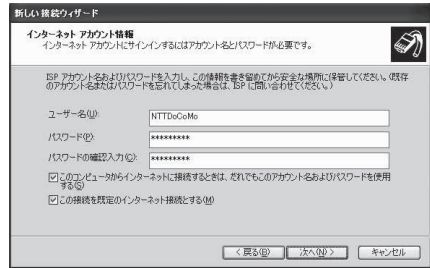 新しい接続ウィザード
インターネット アカウント情報
インターネット アカウントにサインインするにはアカウント名とパスワードが必要です。
ISP アカウント名およびパスワードを入力し、この情報を書き留めてから安全な場所に保管してください。(既存
のアカウント名またはパスワードを忘れてしまった場合は、ISP に問い合わせてください。)
ユーザー名(U):
NTTDoCoMo
パスワード(P):
*********
パスワードの確認入力(C):
*********
このコンピュータからインターネットに接続するときは、だれでもこのアカウント名およびパスワードを使用
する(S)
この接続を既定のインターネット接続とする(M)
< 戻る(B)
次へ(N) >
キャンセル